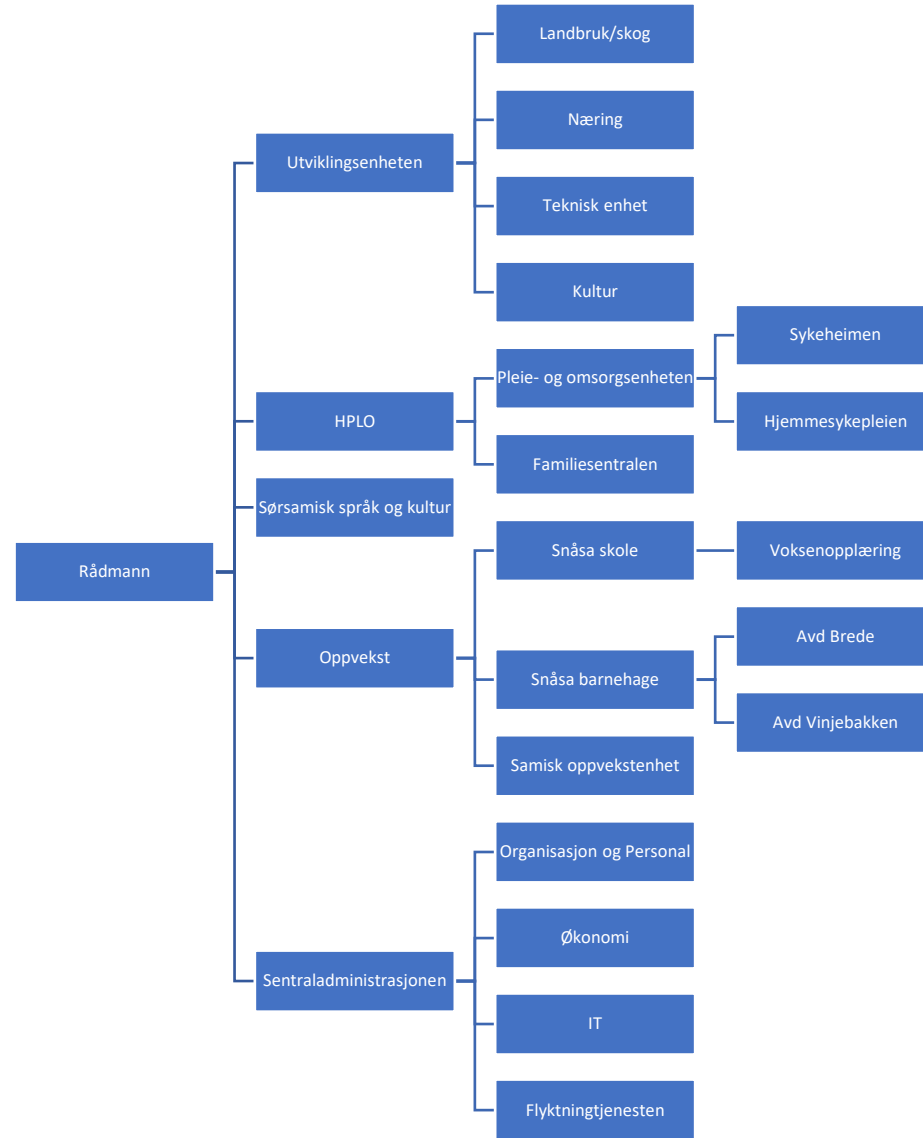 Rådmann
Utviklingsenheten
Landbruk/skog
Næring
Teknisk enhet
Kultur
HPLO
Pleie- og omsorgsenheten
Sykeheimen
Hjemmesykepleien
Familiesentralen
Sørsamisk språk og kultur
Oppvekst
Snåsa skole
Voksenopplæring
Snåsa barnehage
Avd Brede
Avd Vinjebakken
Samisk oppvekstenhet
Sentraladministrasjonen
Organisasjon og Personal
Økonomi
IT
Flyktningtjenesten